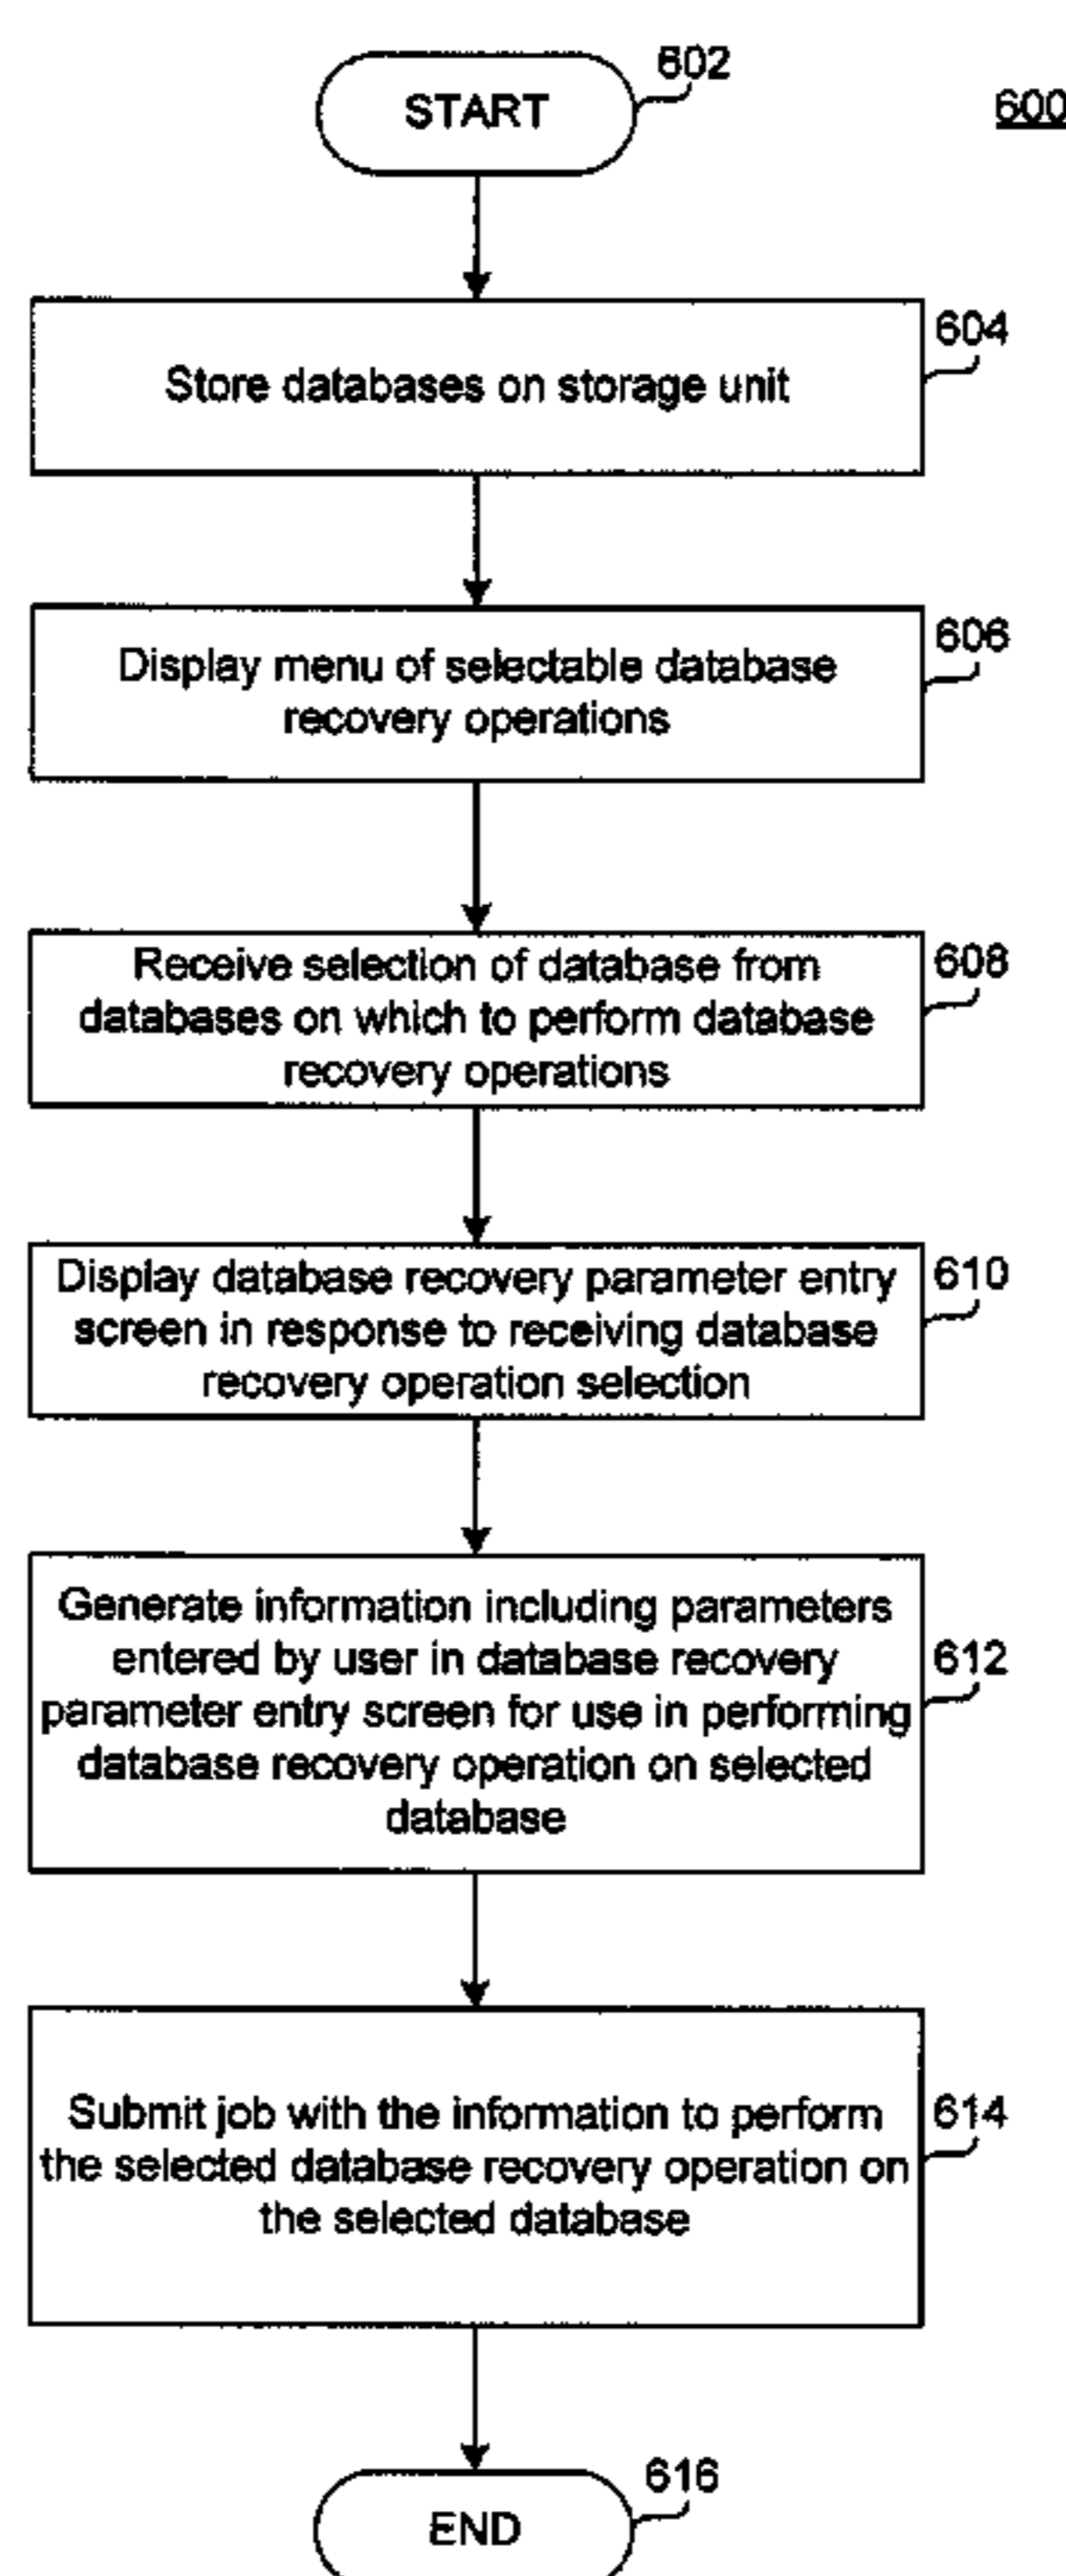 602
600
START
604
Store databases on storage unit
606
Display menu of selectable database
recovery operations
608
Receive selection of database from
databases on which to perform database
recovery operations
610
Display database recovery parameter entry
screen in response to receiving database
recovery operation selection
Generate information including parameters
entered by user in database recovery
612
parameter entry screen for use in performing
database recovery operation on selected
database
614
Submit job with the information to perform
the selected database recovery operation on
the selected database
616
END